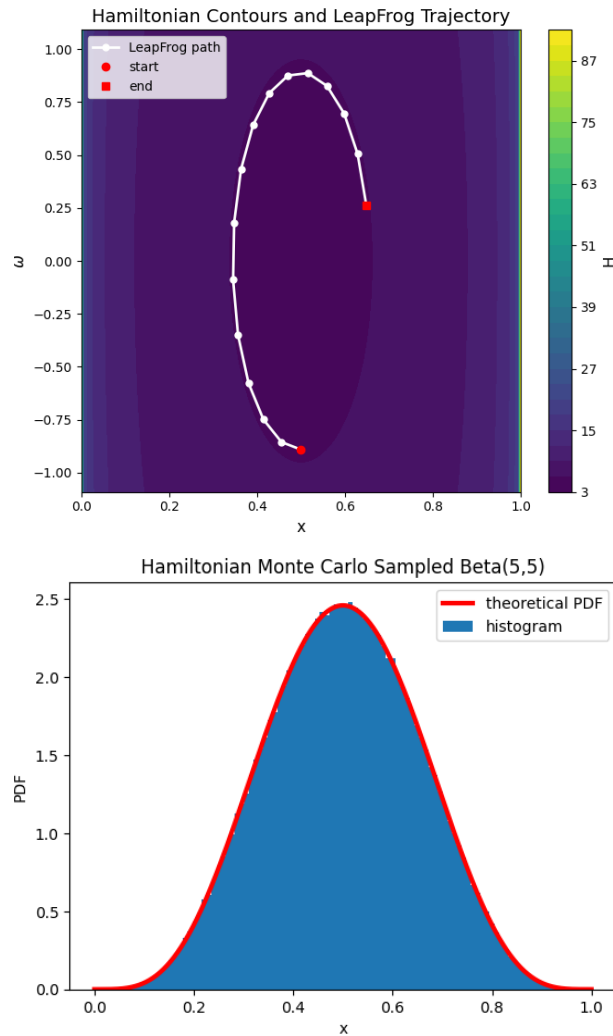 Hamiltonian Contours and LeapFrog Trajectory
LeapFrog path
start
end
1.00
0.75
0.50
0.25
0.00
−0.25
−0.50
−0.75
−1.00
ω
0.0
0.2
0.4
0.6
0.8
1.0
x
87
75
63
51
39
27
15
3
H
Hamiltonian Monte Carlo Sampled Beta(5,5)
theoretical PDF
histogram
2.5
2.0
1.5
1.0
0.5
0.0
PDF
0.0
0.2
0.4
0.6
0.8
1.0
x